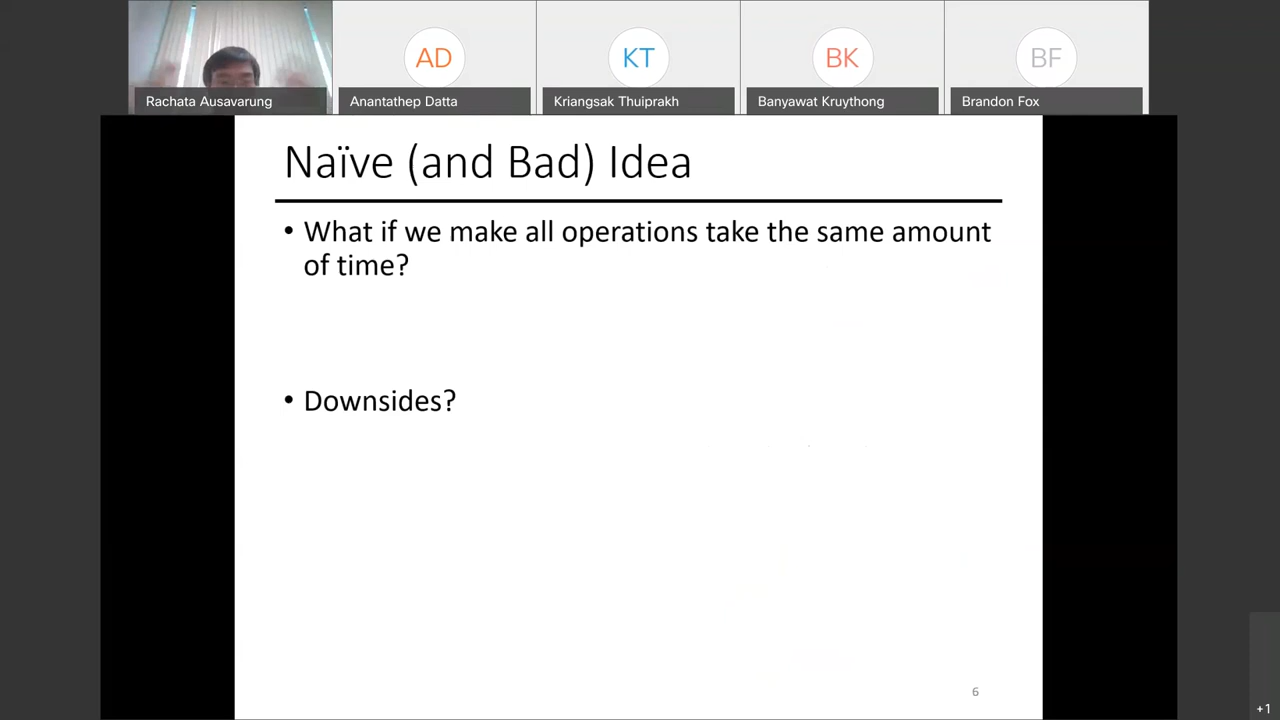 AD
KT
BK
BF
Rachata Ausavarung
Anantathep Datta
Kriangsak Thuiprakh
Banyawat Kruythong
Brandon Fox
Naïve (and Bad) Idea
• What if we make all operations take the same amount
of time?
• Downsides?
6
+1